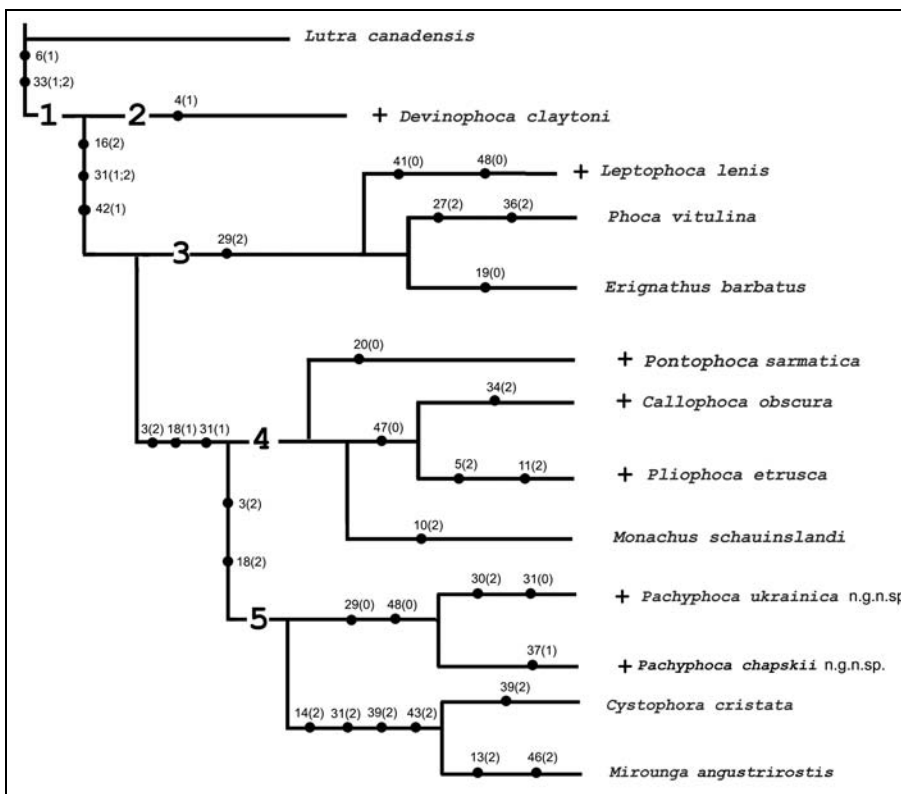 Lutra canadensis
6(1)
33(1;2)
1 2 4(1) + Devinophoca claytoni
16(2)
31(1;2)
42(1)
41(0) 48(0) + Leptophoca lenis
27(2) 36(2) Phoca vitulina
3 29(2)
19(0) Erignathus barbatus
20(0) + Pontophoca sarmatica
34(2) + Callophoca obscura
3(2) 18(1) 31(1) 4 47(0)
5(2) 11(2) + Pliophoca etrusca
3(2)
10(2) Monachus schauinslandi
18(2)
30(2) 31(0) + Pachyphoca ukrainica n.g.n.sp
5 29(0) 48(0)
37(1) + Pachyphoca chapskii n.g.n.sp.
39(2) Cystophora cristata
14(2) 31(2) 39(2) 43(2)
13(2) 46(2) Mirounga angustrirostis